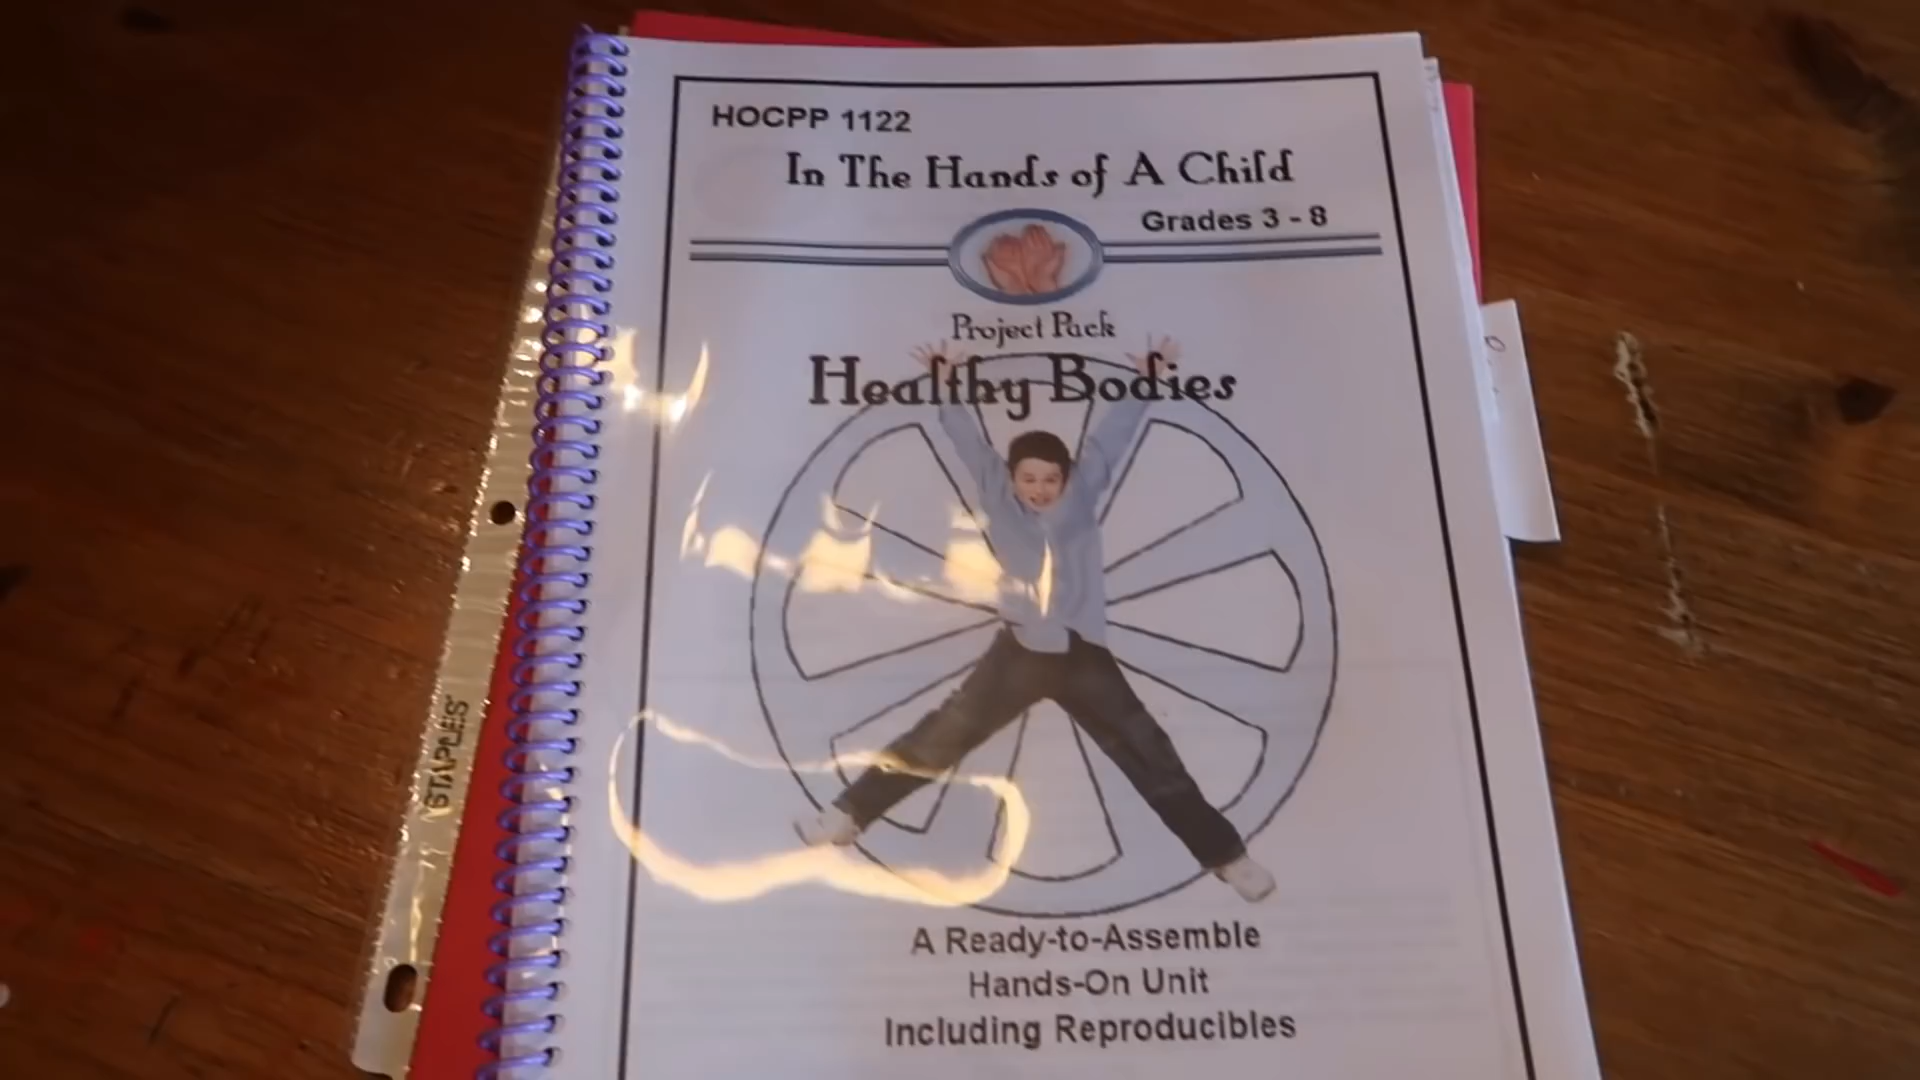 HOCPP 1122
In The Hands of A Child
Grades 3 - 8
Project Pack
Healthy Bodies
A Ready-to-Assemble
Hands-On Unit
Including Reproducibles
STAPLES